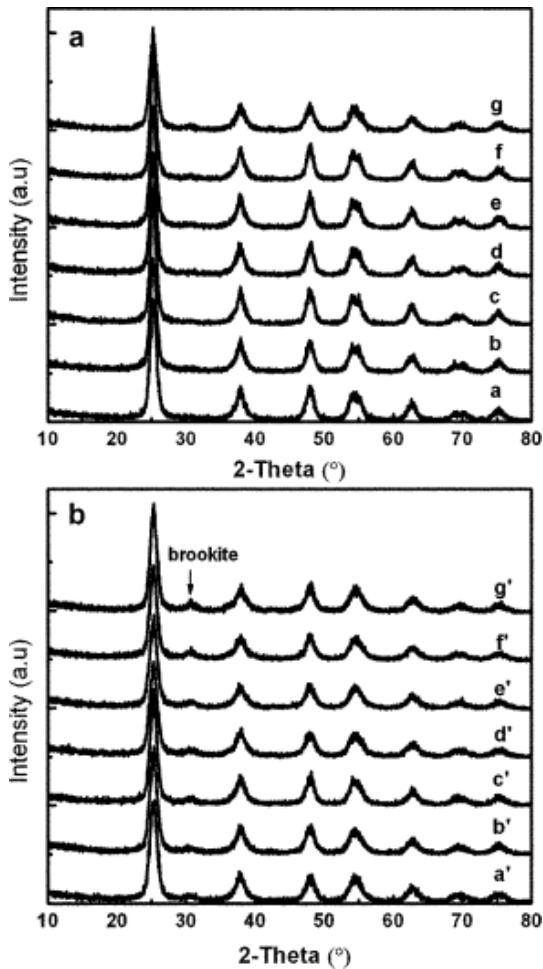 a
g
f
e
d
c
b
a
Intensity (a.u)
10 20 30 40 50 60 70 80
2-Theta (°)
b
brookite
g'
f'
e'
d'
c'
b'
a'
Intensity (a.u)
10 20 30 40 50 60 70 80
2-Theta (°)